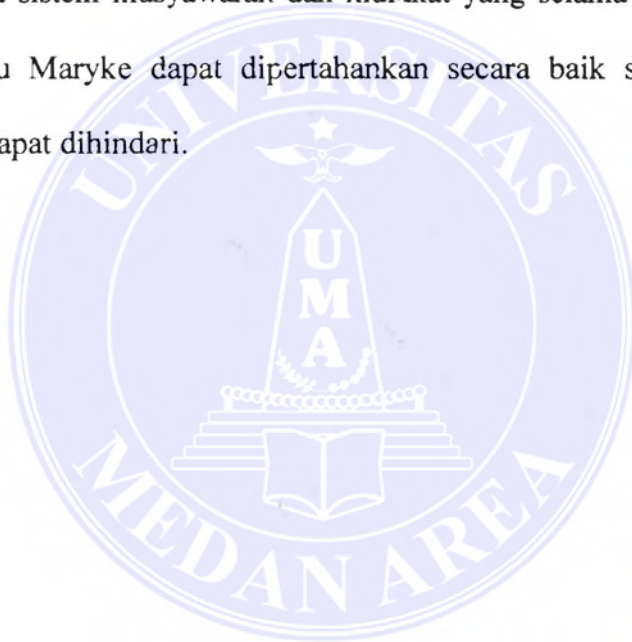 sistem musyawarah dan mufakat yang selama
u Maryke dapat dipertahankan secara baik s
apat dihindari.
UNIVERSITAS
U
M
A
MEDAN AREA